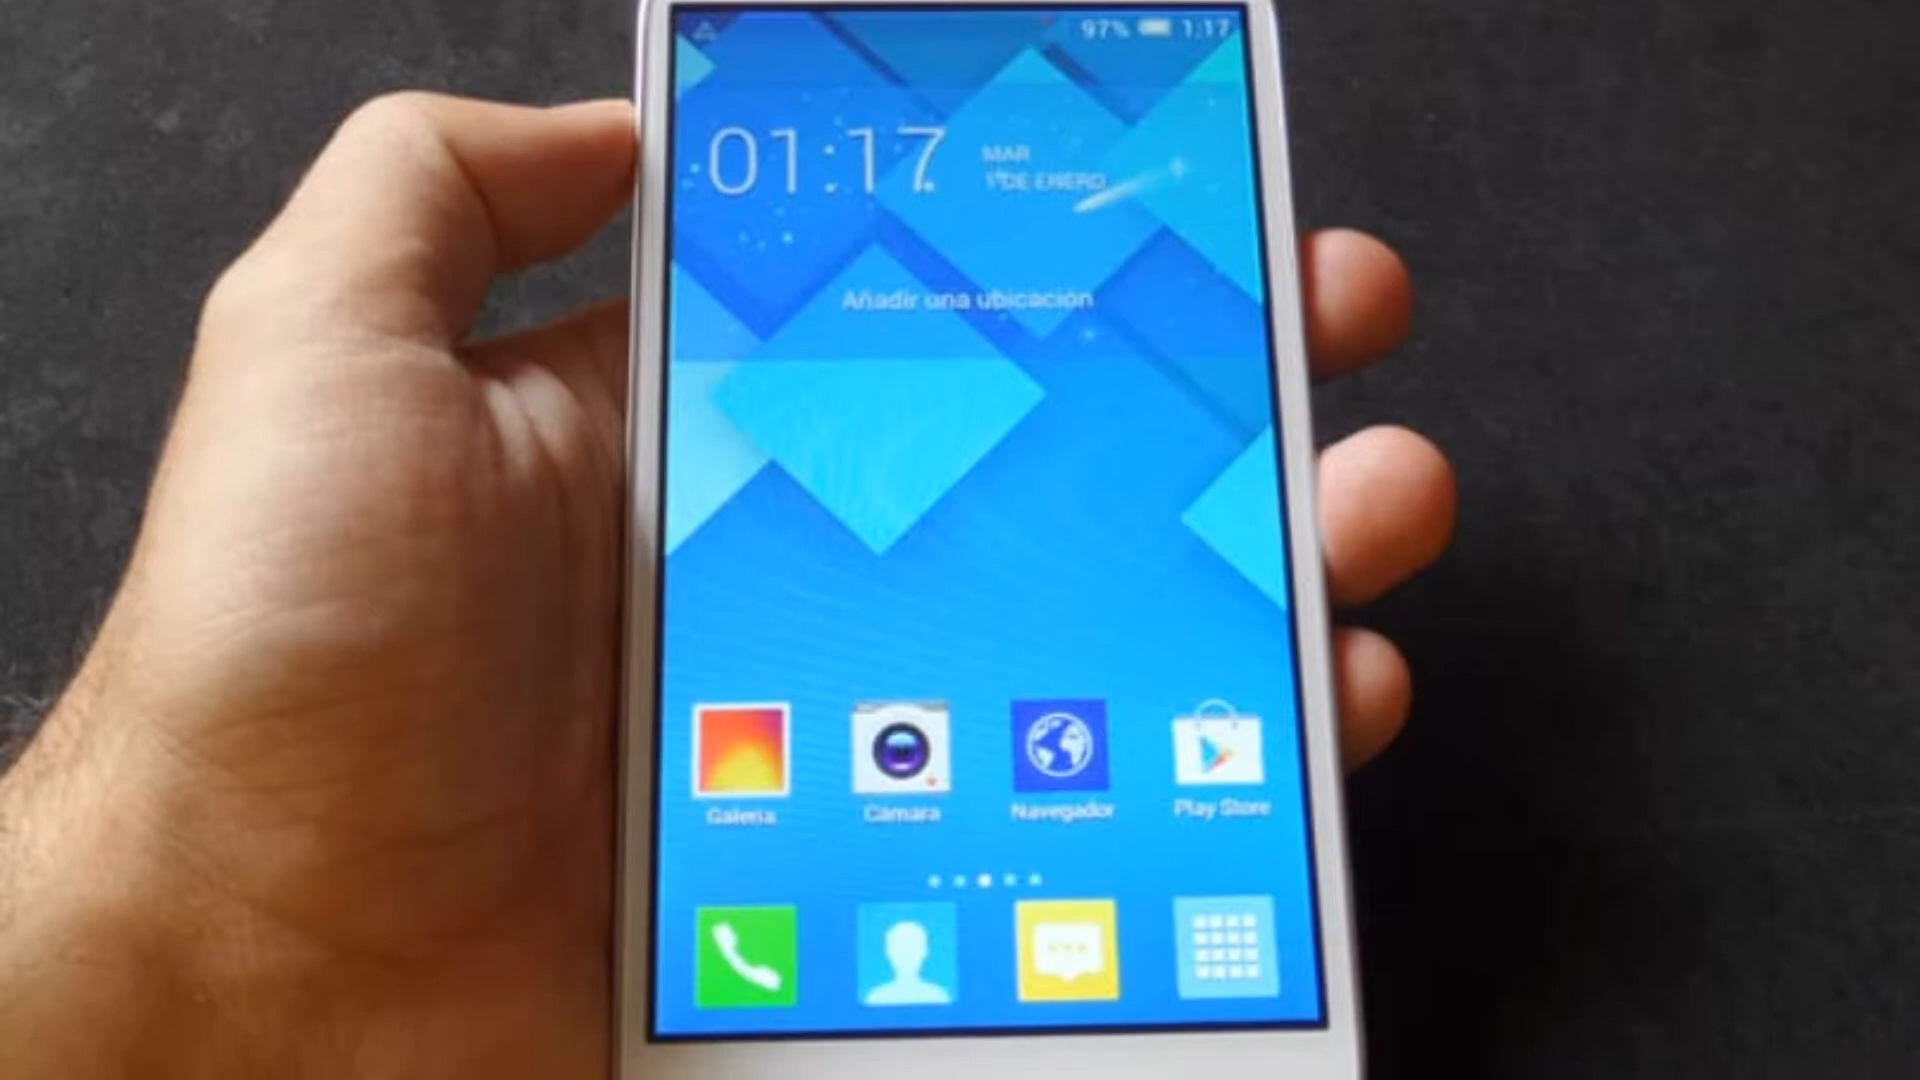 97% 1:17
01:17
MAR
1 DE ENERO
Añadir una ubicación
Galería Cámara Navegador Play Store